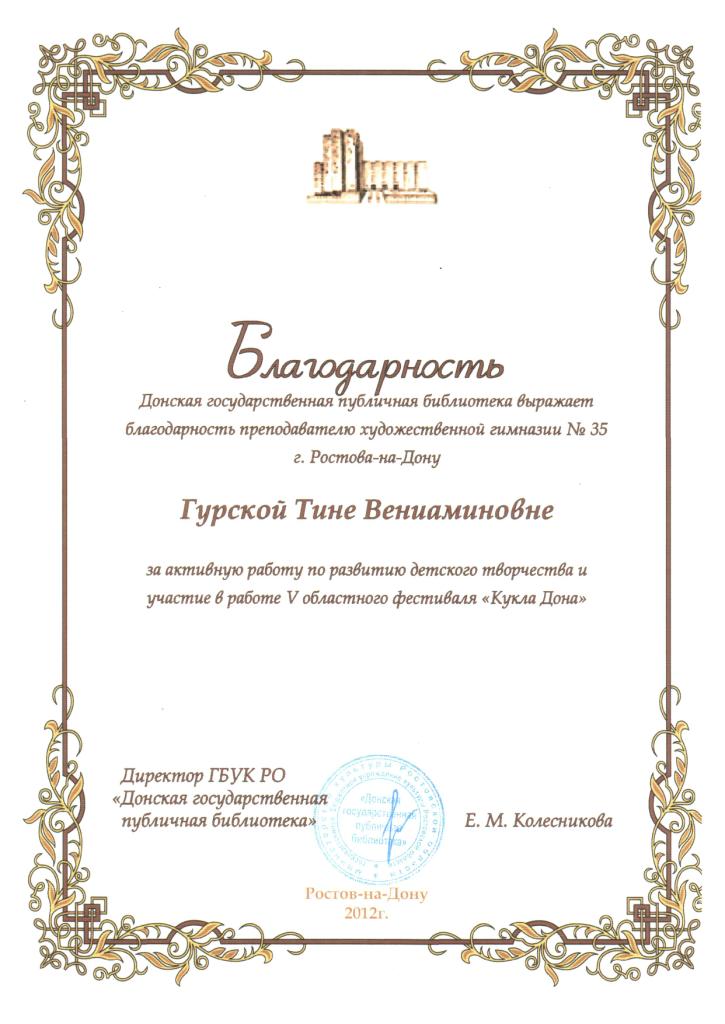 Благодарность
Донская государственная публичная библиотека выражает
благодарность преподавателю художественной гимназии № 35
г. Ростова-на-Дону
Гурской Тине Вениаминовне
за активную работу по развитию детского творчества и
участие в работе V областного фестиваля «Кукла Дона»
Директор ГБУК РО
«Донская государственная
публичная библиотека»
Е. М. Колесникова
«Донская
государственная
публичная
библиотека»
Ростов-на-Дону
2012г.